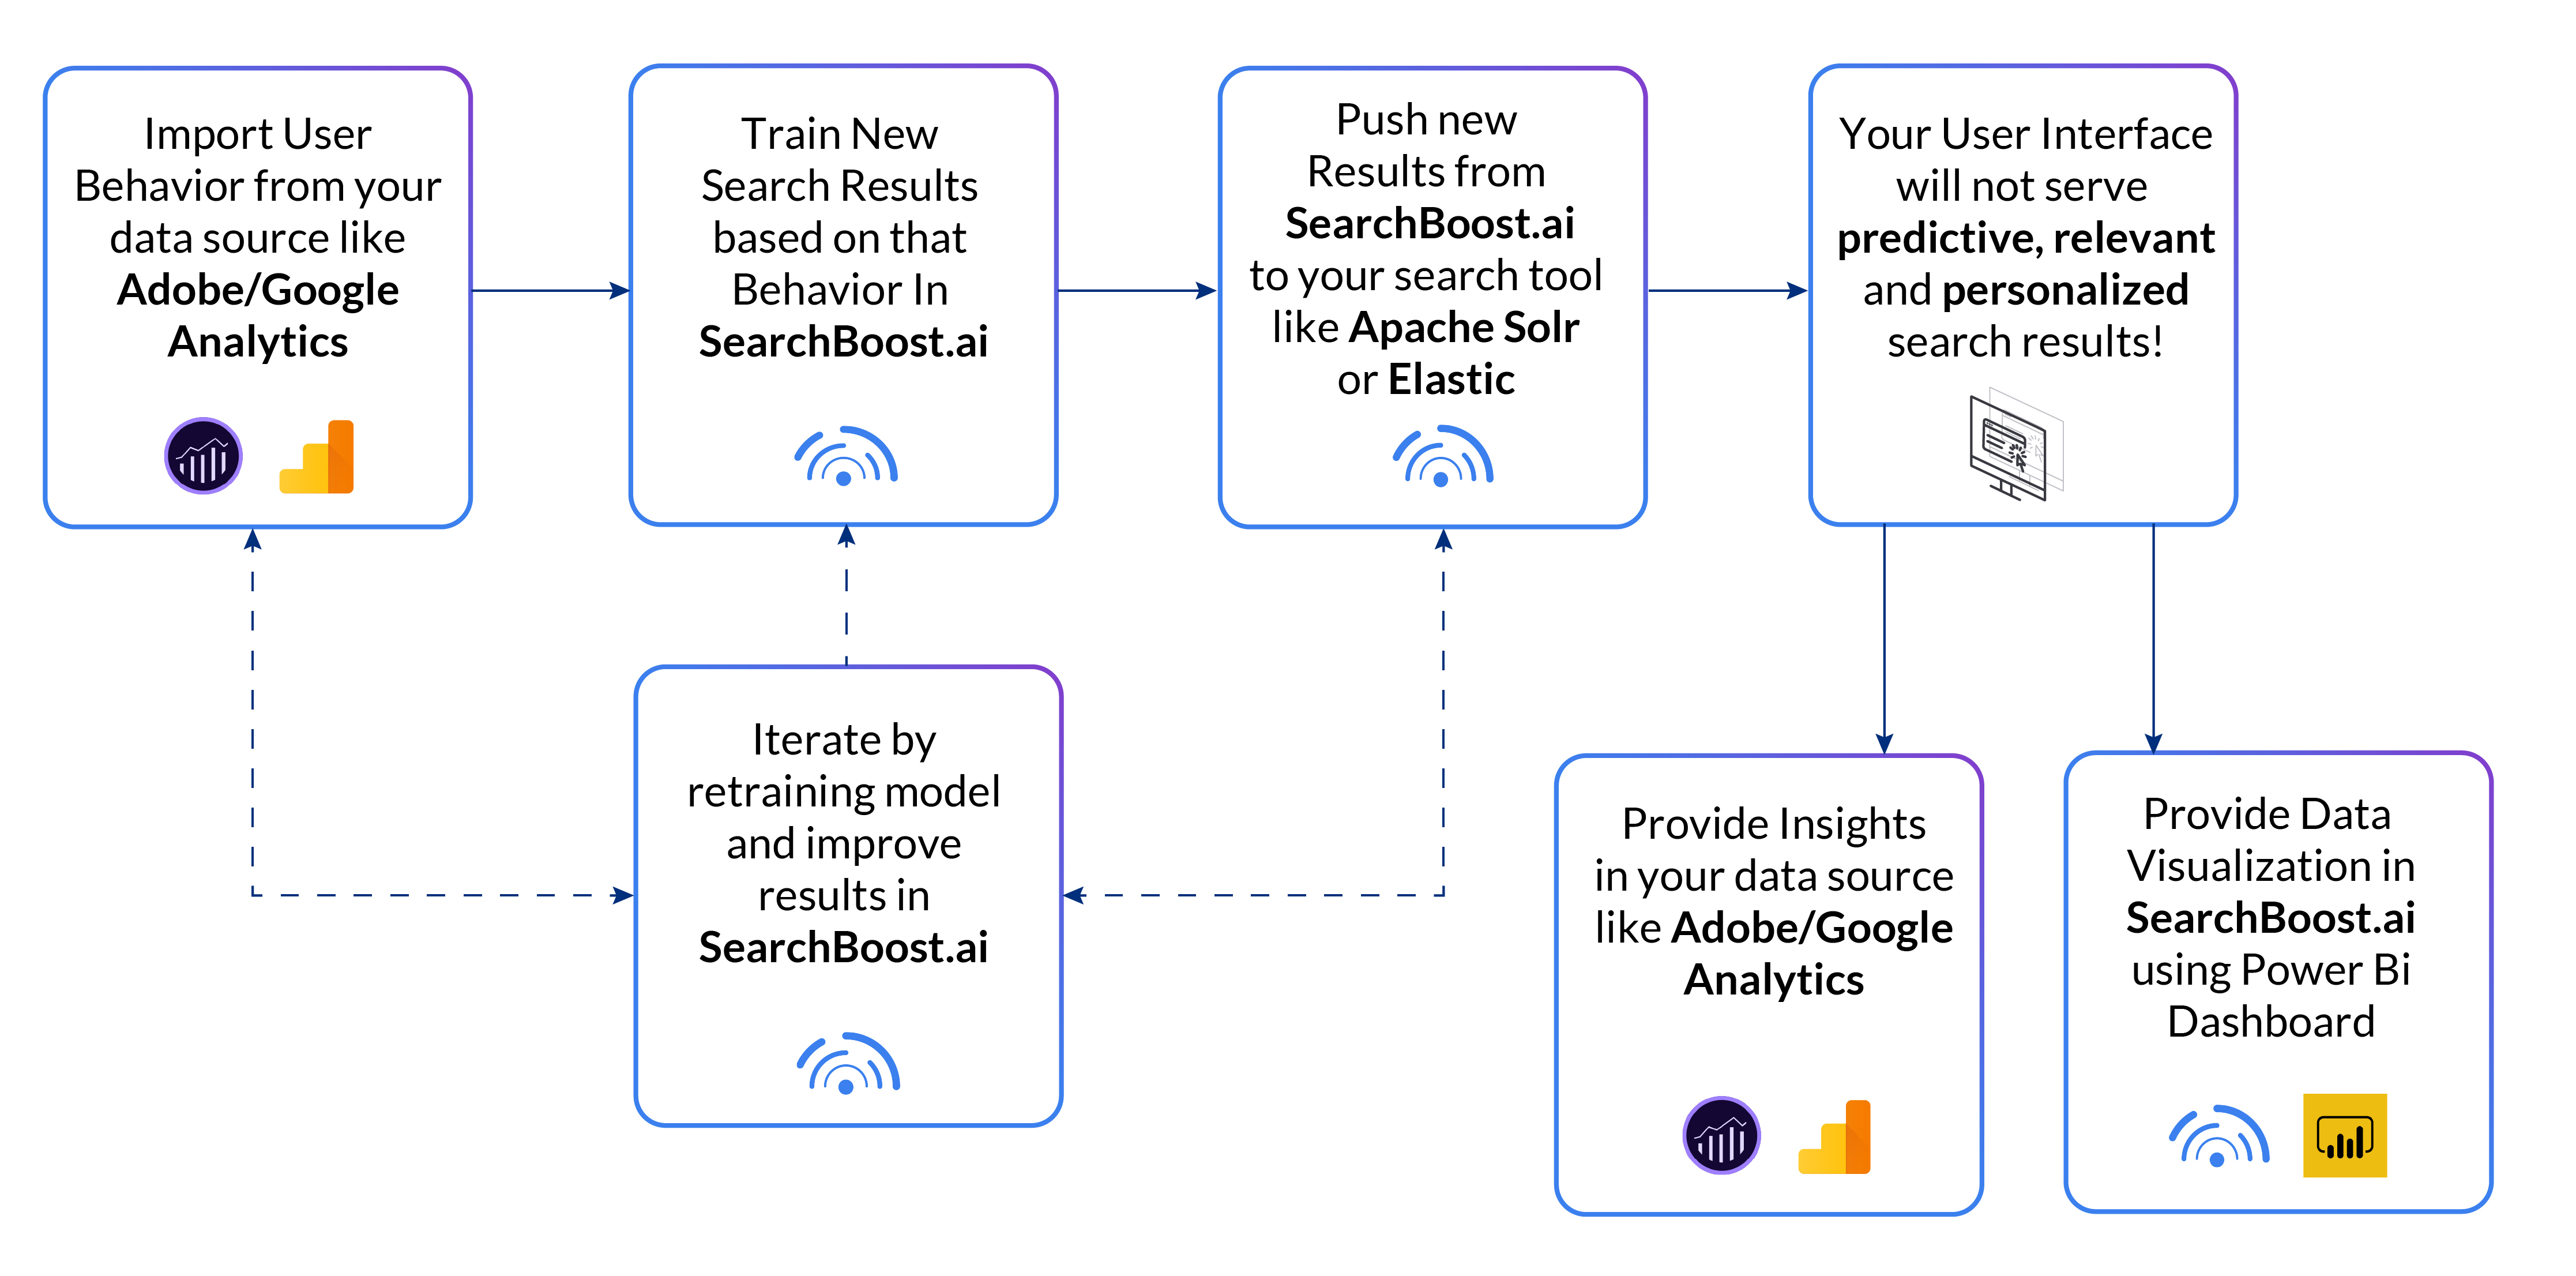 Import User
Behavior from your
data source like
Adobe/Google
Analytics
Train New
Search Results
based on that
Behavior In
SearchBoost.ai
Push new
Results from
SearchBoost.ai
to your search tool
like Apache Solr
or Elastic
Your User Interface
will not serve
predictive, relevant
and personalized
search results!
Iterate by
retraining model
and improve
results in
SearchBoost.ai
Provide Insights
in your data source
like Adobe/Google
Analytics
Provide Data
Visualization in
SearchBoost.ai
using Power Bi
Dashboard